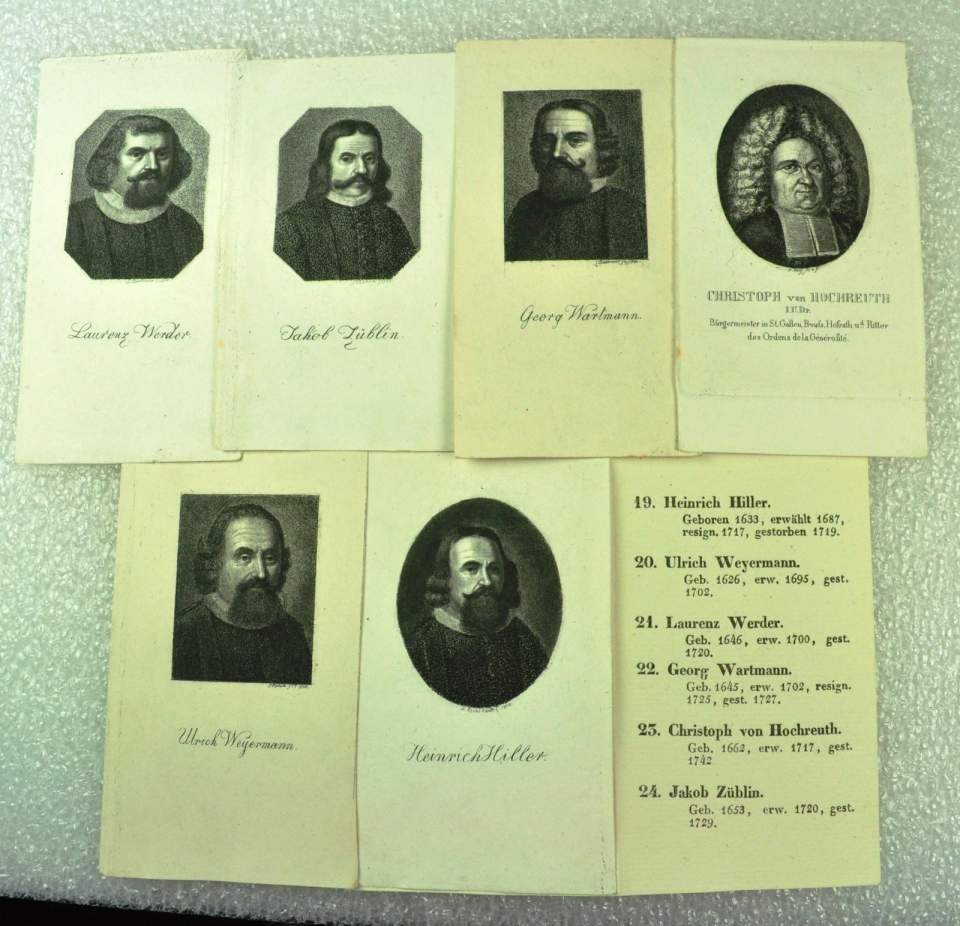 Laurenz Werder.
Jakob Züblin.
Georg Wartmann.
CHRISTOPH von HOCHREUTH
I.U.Dr.
Bürgermeister in St. Gallen, Preuſs. Hofrath u. Ritter
des Ordens de la Générosité.
Ulrich Weyermann.
Heinrich Hiller.
19. Heinrich Hiller.
Geboren 1633, erwählt 1687,
resign. 1717, gestorben 1719.
20. Ulrich Weyermann.
Geb. 1626, erw. 1695, gest.
1702.
21. Laurenz Werder.
Geb. 1646, erw. 1700, gest.
1720.
22. Georg Wartmann.
Geb. 1645, erw. 1702, resign.
1725, gest. 1727.
23. Christoph von Hochreuth.
Geb. 1662, erw. 1717, gest.
1742
24. Jakob Züblin.
Geb. 1653, erw. 1720, gest.
1729.